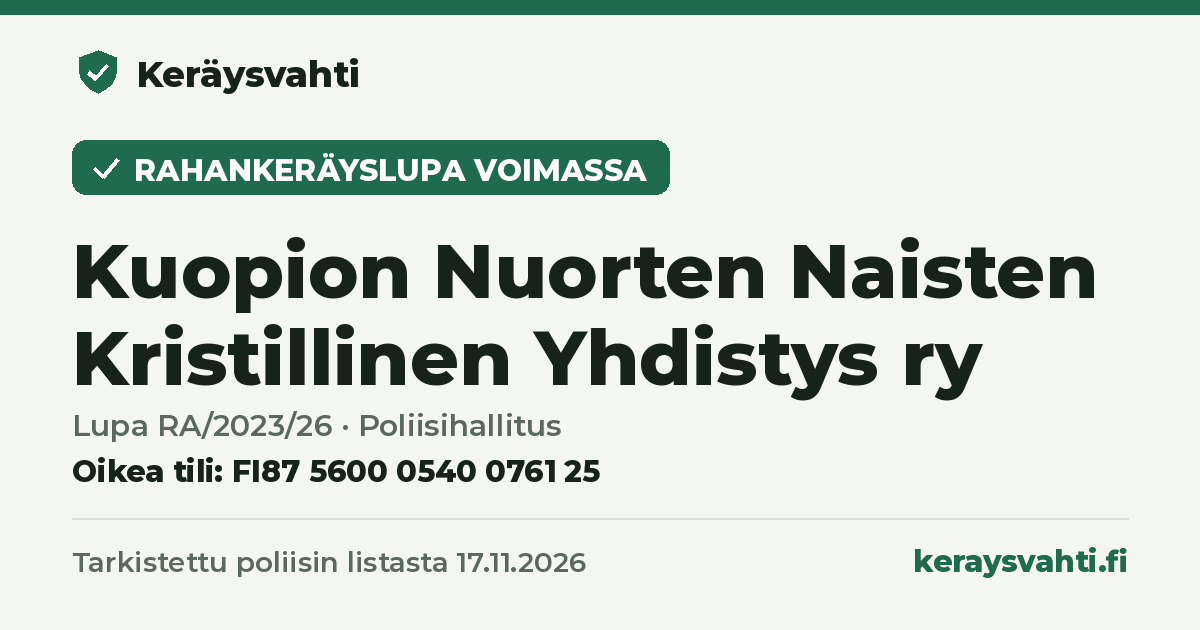 Keräysvahti
RAHANKERÄYSLUPA VOIMASSA
Kuopion Nuorten Naisten
Kristillinen Yhdistys ry
Lupa RA/2023/26 · Poliisihallitus
Oikea tili: FI87 5600 0540 0761 25
Tarkistettu poliisin listasta 17.11.2026
keraysvahti.fi